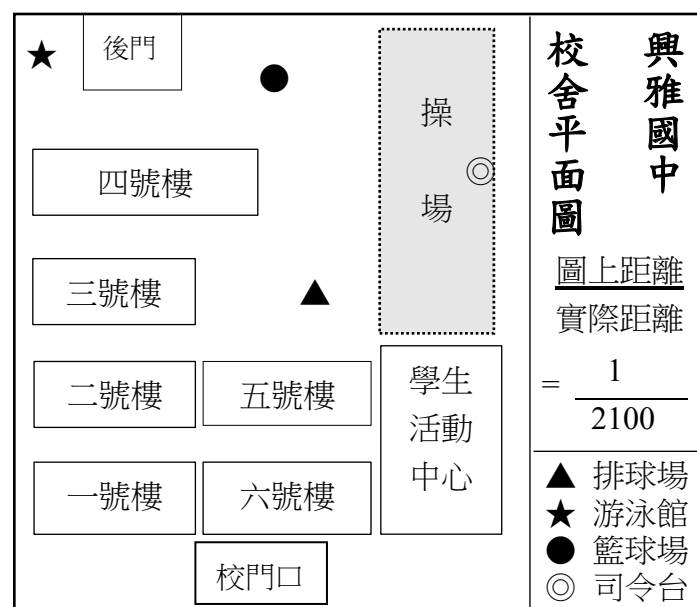 後門
操場
四號樓
三號樓
二號樓
五號樓
學生
活動
中心
一號樓
六號樓
校門口
興雅國中
校舍平面圖
圖上距離
實際距離
= 1
2100
▲ 排球場
★ 游泳館
● 籃球場
◎ 司令台